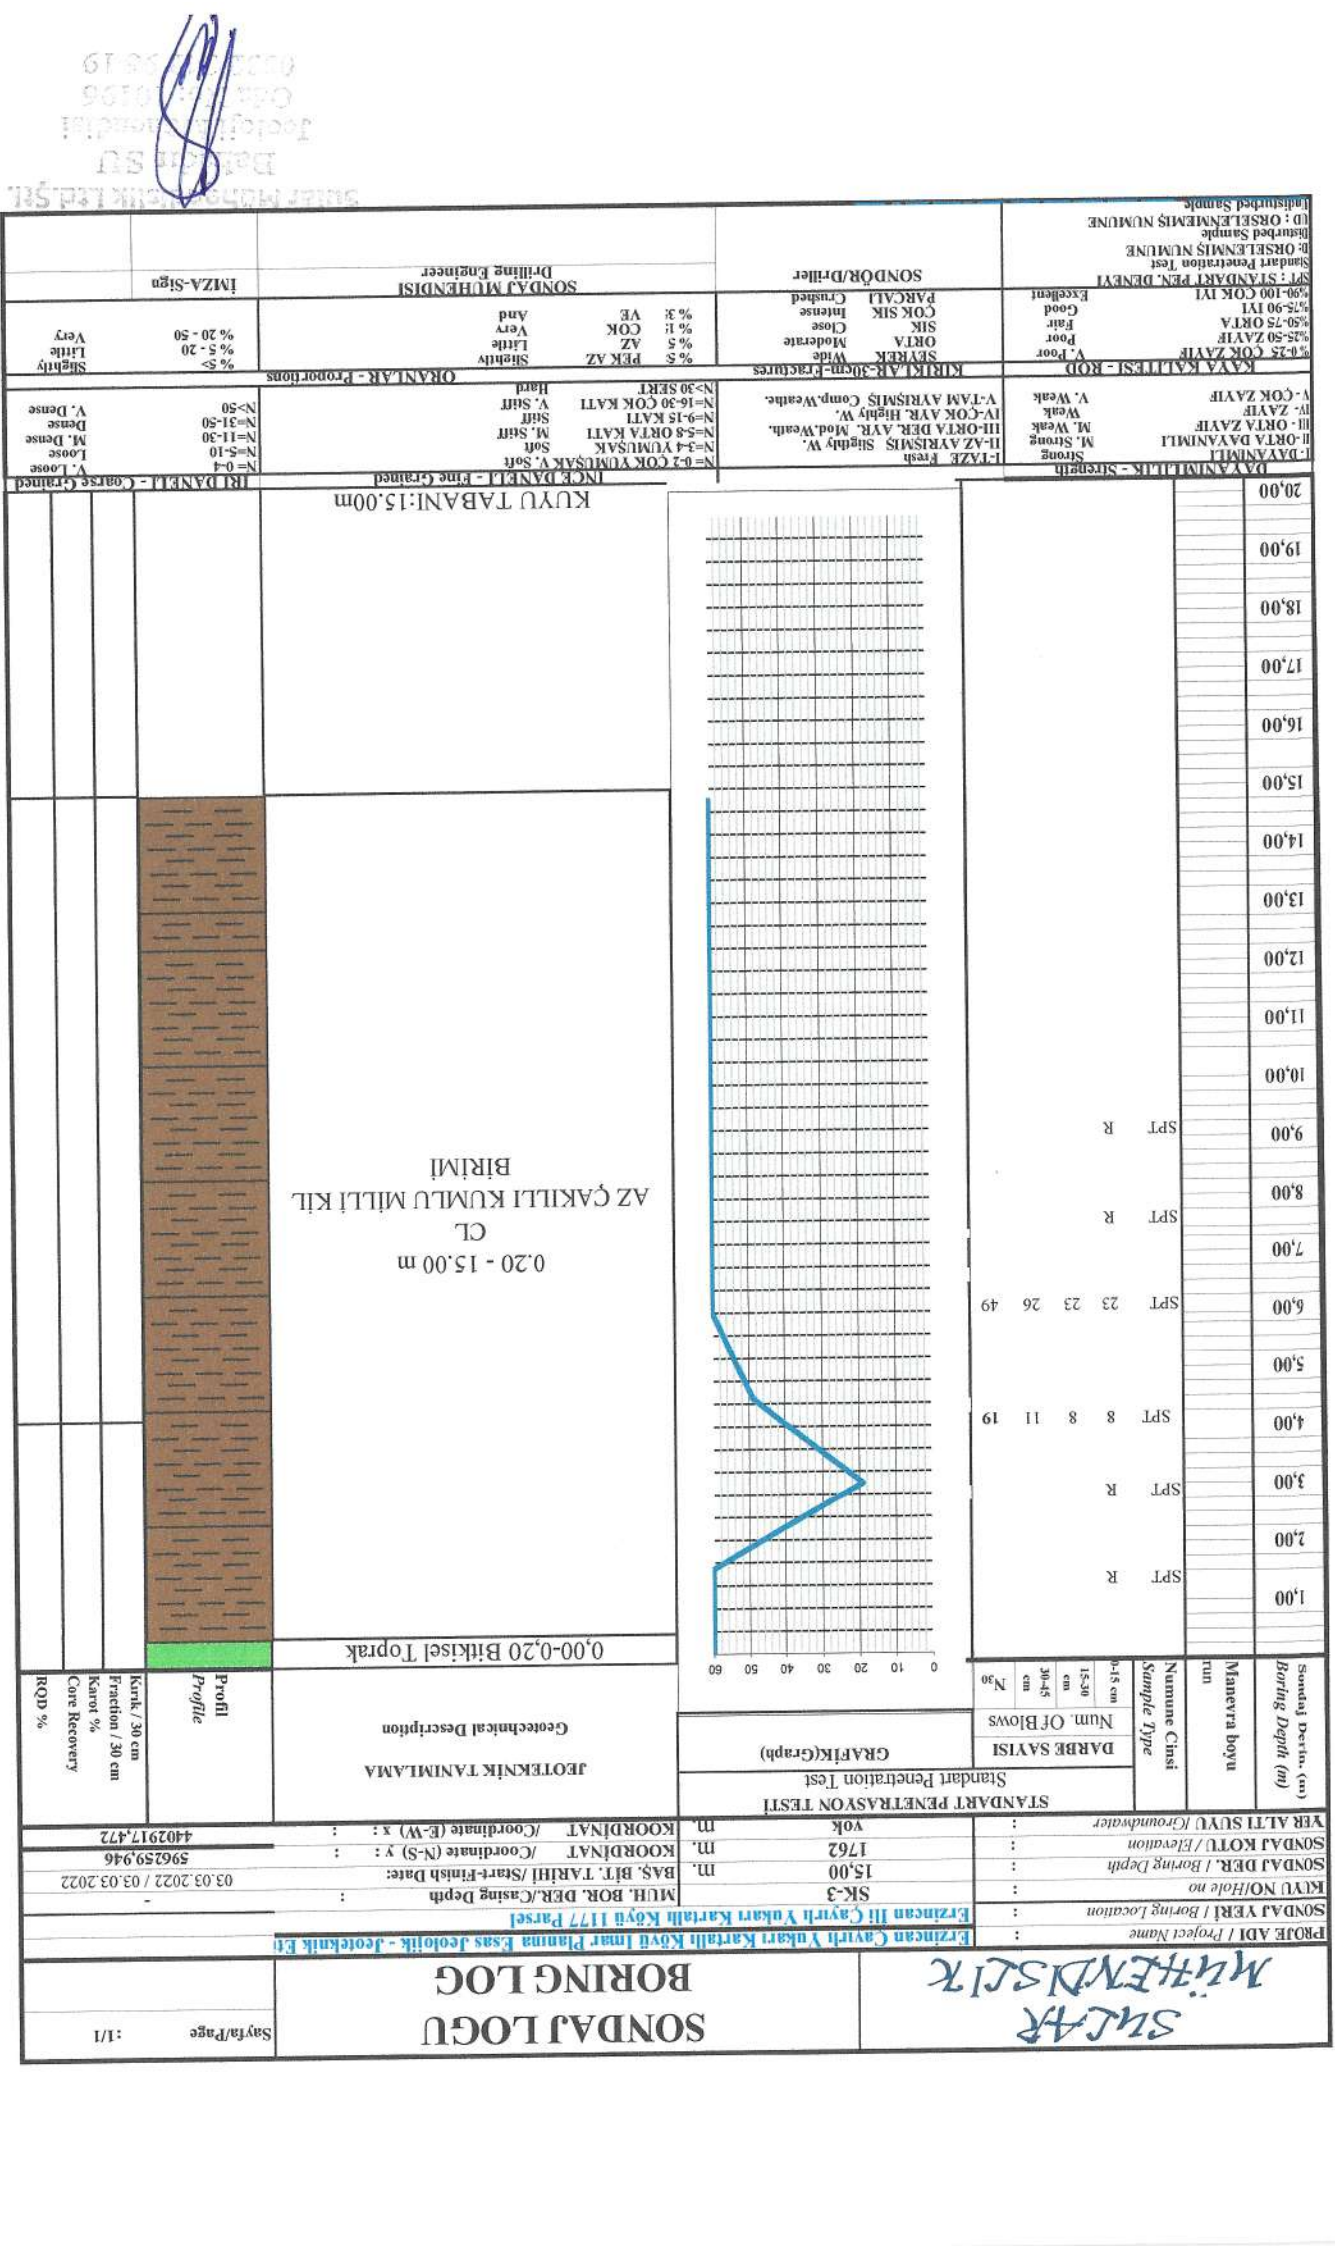 SULAR
MÜHENDİSLİK
SONDAJ LOGU
BORING LOG
Sayfa/Page :1/1
PROJE ADI / Project Name : Erzincan Çayırlı Yukarı Kartallı Köyü İmar Planına Esas Jeolojik - Jeoteknik Etü
SONDAJ YERİ / Boring Location : Erzincan İli Çayırlı Yukarı Kartallı Köyü 1177 Parsel
KUYU NO/Hole no : SK-3
MUH. BOR. DER./Casing Depth : -
SONDAJ DER. / Boring Depth : 15,00 m.
BAŞ. BİT. TARİHİ /Start-Finish Date: 03.03.2022 / 03.03.2022
SONDAJ KOTU / Elevation : 1762 m.
KOORDİNAT /Coordinate (N-S) y : : 596259,946
YER ALTI SUYU /Groundwater : yok m.
KOORDİNAT /Coordinate (E-W) x : : 4402917,472
Sondaj Derin. (m)
Boring Depth (m)
Manevra boyu
run
Numune Cinsi
Sample Type
STANDART PENETRASYON TESTİ
Standart Penetration Test
DARBE SAYISI
Num. Of Blows
0-15 cm
15-30 cm
30-45 cm
N30
GRAFİK(Graph)
JEOTEKNİK TANIMLAMA
Geotechnical Description
Profil
Profile
Kırık / 30 cm
Fraction / 30 cm
Karot %
Core Recovery
RQD %
0 10 20 30 40 50 60
0,00-0,20 Bitkisel Toprak
1,00
SPT R
2,00
3,00
SPT R
4,00
SPT 8 8 11 19
5,00
6,00
SPT 23 23 26 49
7,00
SPT R
8,00
9,00
SPT R
10,00
11,00
12,00
13,00
14,00
15,00
16,00
17,00
18,00
19,00
20,00
0.20 - 15.00 m
CL
AZ ÇAKILLI KUMLU MİLLİ KİL
BİRİMİ
KUYU TABANI:15.00m
DAYANIMLILIK - Strength
I- DAYANIMLI Strong
II-ORTA DAYANIMLI M. Strong
III - ORTA ZAYIF M. Weak
IV- ZAYIF Weak
V - ÇOK ZAYIF V. Weak
I-TAZE Fresh
II-AZ AYRIŞMIŞ Sligthly W.
III-ORTA DER. AYR. Mod.Weath.
IV-ÇOK AYR. Highly W.
V-TAM AYRIŞMIŞ Comp.Weathe.
INCE DANELI - Fine Grained
N= 0-2 ÇOK YUMUŞAK V. Soft
N=3-4 YUMUŞAK Soft
N=5-8 ORTA KATI M. Stiff
N=9-15 KATI Stiff
N=16-30 ÇOK KATI V. Stiff
N>30 SERT Hard
IRI DANELI - Coarse Grained
N= 0-4 V. Loose
N=5-10 Loose
N=11-30 M. Dense
N=31-50 Dense
N>50 V. Dense
KAYA KALİTESİ - RQD
%0-25 ÇOK ZAYIF V. Poor
%25-50 ZAYIF Poor
%50-75 ORTA Fair
%75-90 IYI Good
%90-100 COK IYI Excellent
KIRIKLAR-30cm-Fractures
SEYREK Wide
ORTA Moderate
SIK Close
ÇOK SIK Intense
PARÇALI Crushed
ORANLAR - Proportions
% 5 PEK AZ Slightly
% 5 AZ Little
% 1: COK Very
% 3: VE And
% 5> Slightly
% 5 - 20 Little
% 20 - 50 Very
SPT : STANDART PEN. DENEYI
Standart Penetration Test
D: ORSELENMİŞ NUMUNE
Disturbed Sample
UD : ORSELENMEMIŞ NUMUNE
Undisturbed Sample
SONDÖR/Driller
SONDAJ MUHENDISI
Drilling Engineer
İMZA-Sign
Sular Mühendislik Ltd.Şti.
SU
Jeoloji Mühendisi